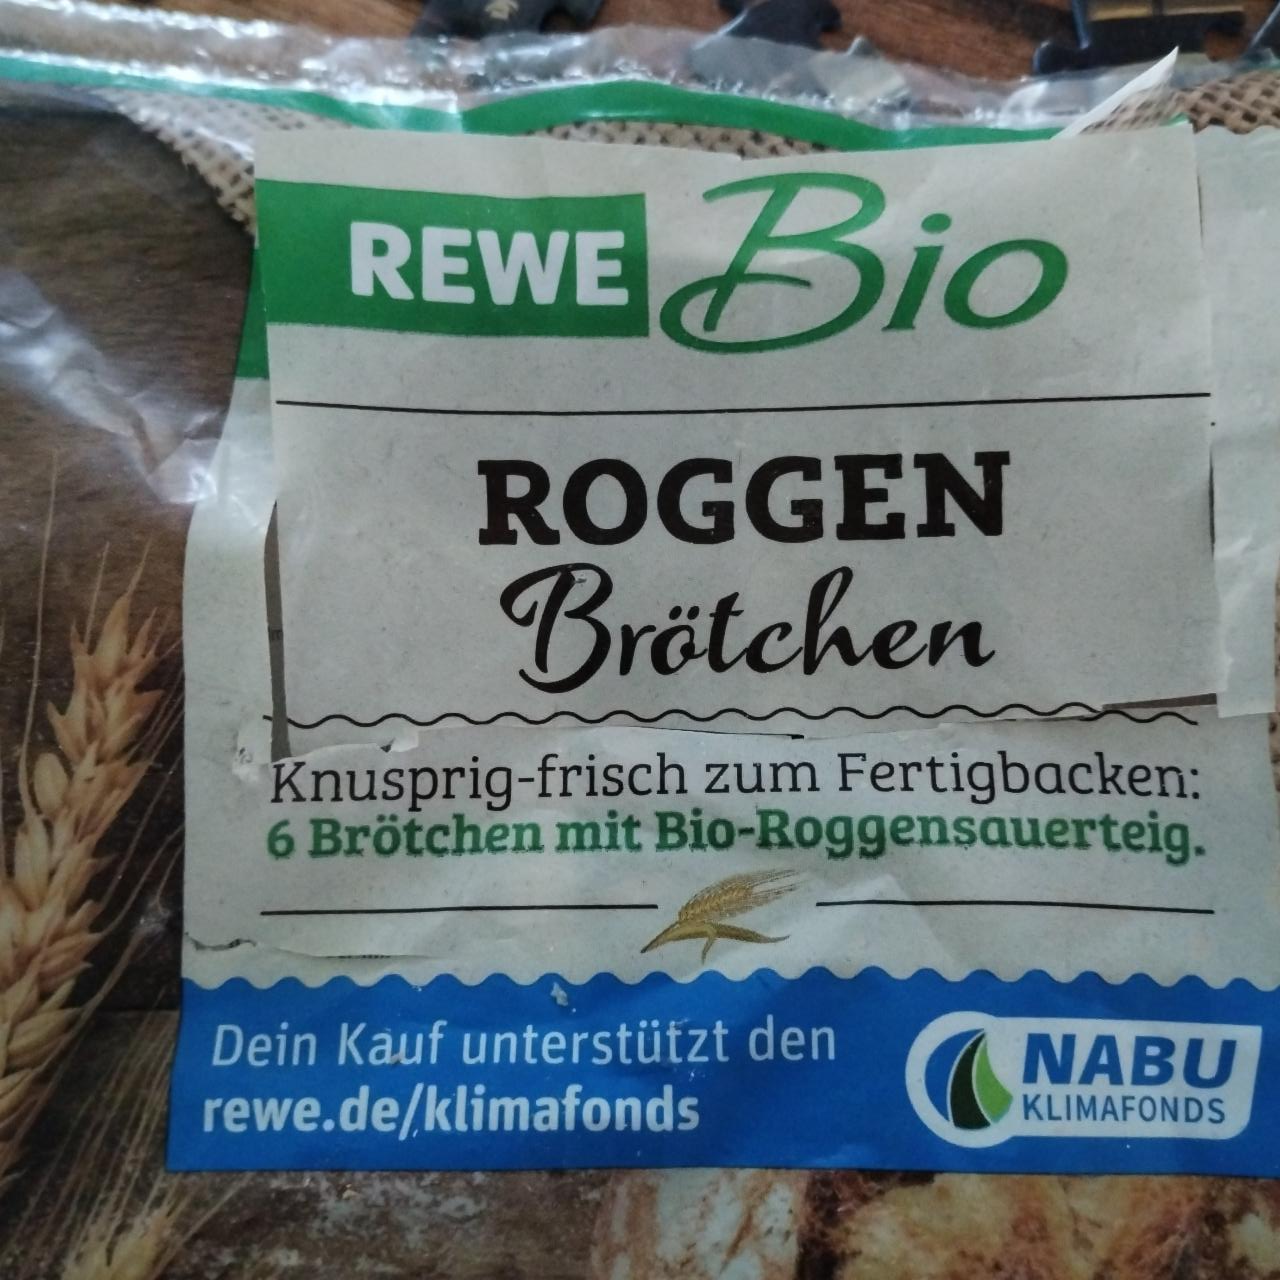 REWE Bio
ROGGEN
Brötchen
Knusprig-frisch zum Fertigbacken:
6 Brötchen mit Bio-Roggensauerteig.
Dein Kauf unterstützt den
rewe.de/klimafonds
NABU
KLIMAFONDS